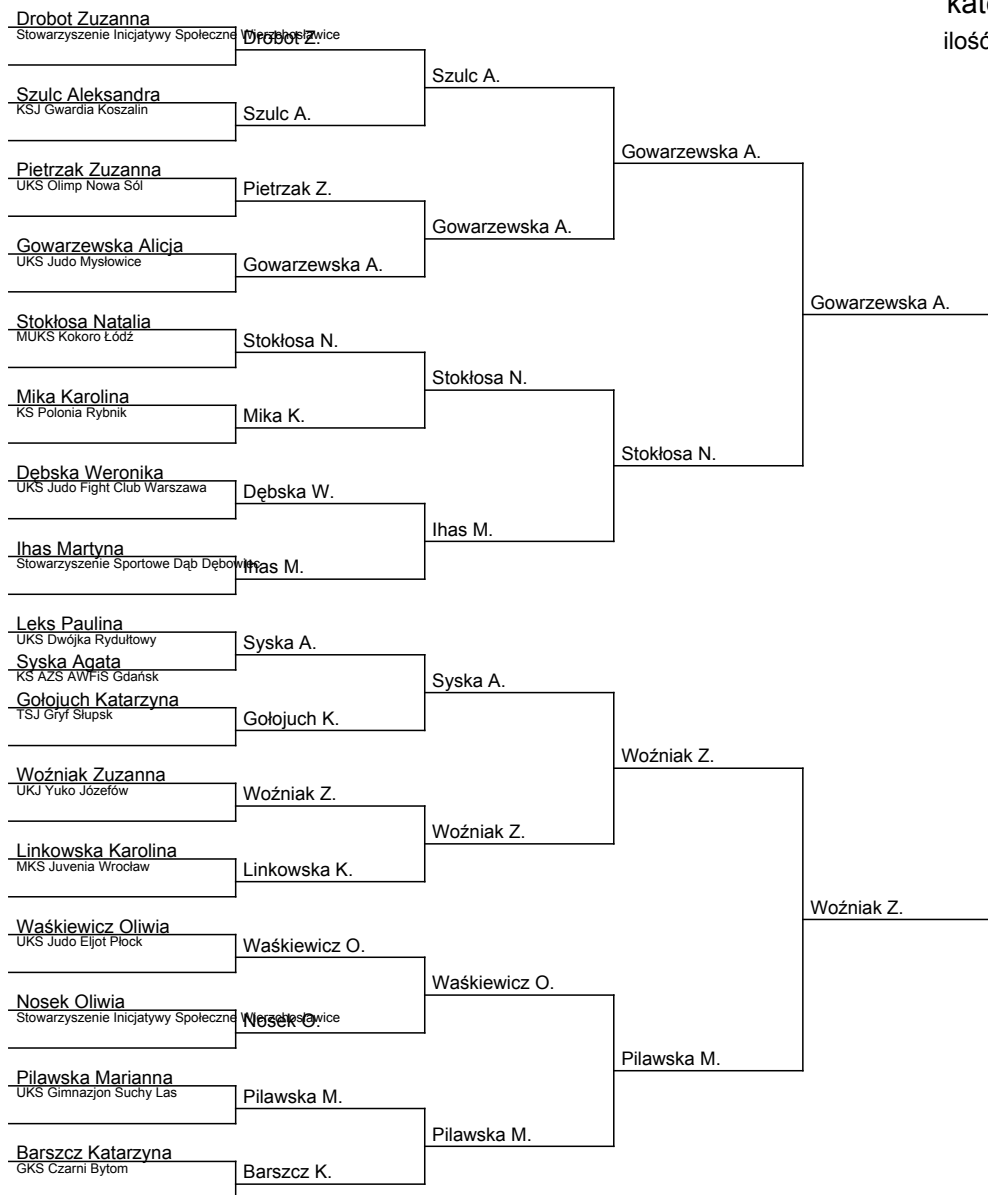 kat
ilość
Drobot Zuzanna
Stowarzyszenie Inicjatywy Społeczne Wierzchosławice
Drobot Z.
Szulc A.
Szulc Aleksandra
KSJ Gwardia Koszalin
Szulc A.
Gowarzewska A.
Pietrzak Zuzanna
UKS Olimp Nowa Sól
Pietrzak Z.
Gowarzewska A.
Gowarzewska Alicja
UKS Judo Mysłowice
Gowarzewska A.
Gowarzewska A.
Stokłosa Natalia
MUKS Kokoro Łódź
Stokłosa N.
Stokłosa N.
Mika Karolina
KS Polonia Rybnik
Mika K.
Stokłosa N.
Dębska Weronika
UKS Judo Fight Club Warszawa
Dębska W.
Ihas M.
Ihas Martyna
Stowarzyszenie Sportowe Dąb Dębowiec
Ihas M.
Leks Paulina
UKS Dwójka Rydułtowy
Syska A.
Syska Agata
KS AZS AWFiS Gdańsk
Syska A.
Gołojuch Katarzyna
TSJ Gryf Słupsk
Gołojuch K.
Woźniak Z.
Woźniak Zuzanna
UKJ Yuko Józefów
Woźniak Z.
Woźniak Z.
Linkowska Karolina
MKS Juvenia Wrocław
Linkowska K.
Woźniak Z.
Waśkiewicz Oliwia
UKS Judo Eljot Płock
Waśkiewicz O.
Waśkiewicz O.
Nosek Oliwia
Stowarzyszenie Inicjatywy Społeczne Wierzchosławice
Nosek O.
Pilawska M.
Pilawska Marianna
UKS Gimnazjon Suchy Las
Pilawska M.
Pilawska M.
Barszcz Katarzyna
GKS Czarni Bytom
Barszcz K.